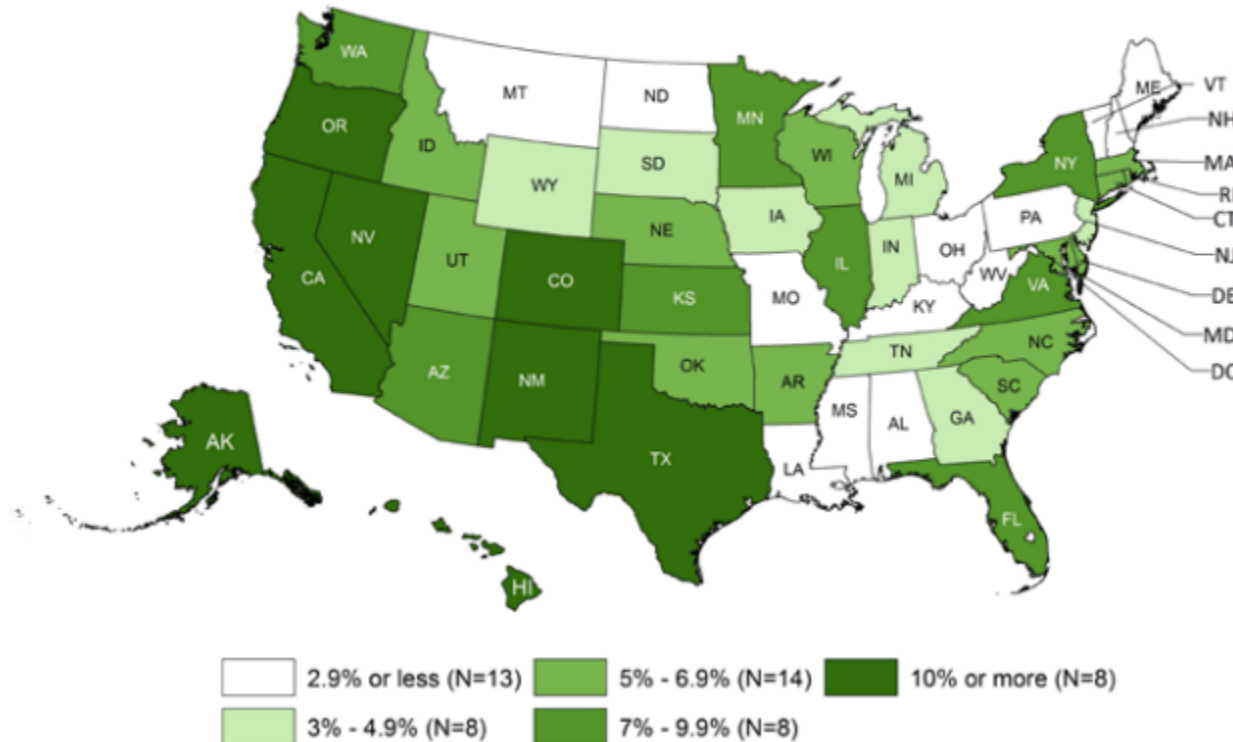 WA
MT
ND
MN
ME
VT
NH
OR
ID
SD
WI
NY
MA
WY
MI
RI
CT
IA
PA
NE
NJ
NV
IN
OH
UT
IL
CA
CO
WV
DE
KS
MO
VA
KY
MD
NC
TN
OK
AZ
NM
AR
SC
DC
MS
AL
GA
AK
TX
LA
FL
HI
2.9% or less (N=13)
5% - 6.9% (N=14)
10% or more (N=8)
3% - 4.9% (N=8)
7% - 9.9% (N=8)